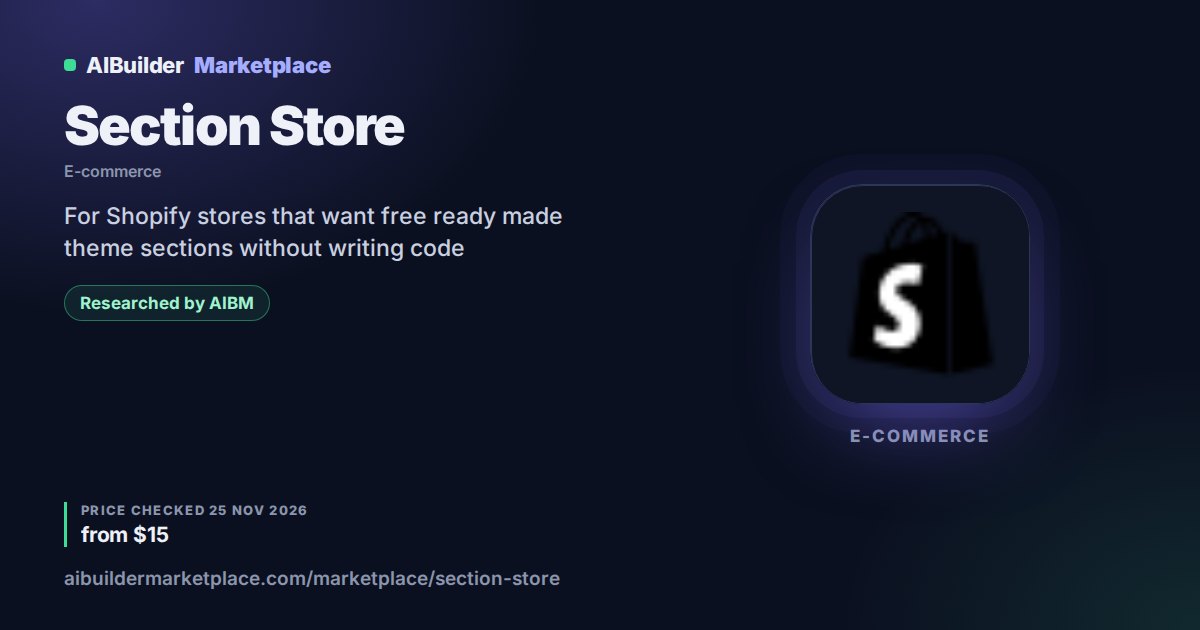 AIBuilder Marketplace
Section Store
E-commerce
For Shopify stores that want free ready made
theme sections without writing code
Researched by AIBM
S
E-COMMERCE
PRICE CHECKED 25 NOV 2026
from $15
aibuildermarketplace.com/marketplace/section-store